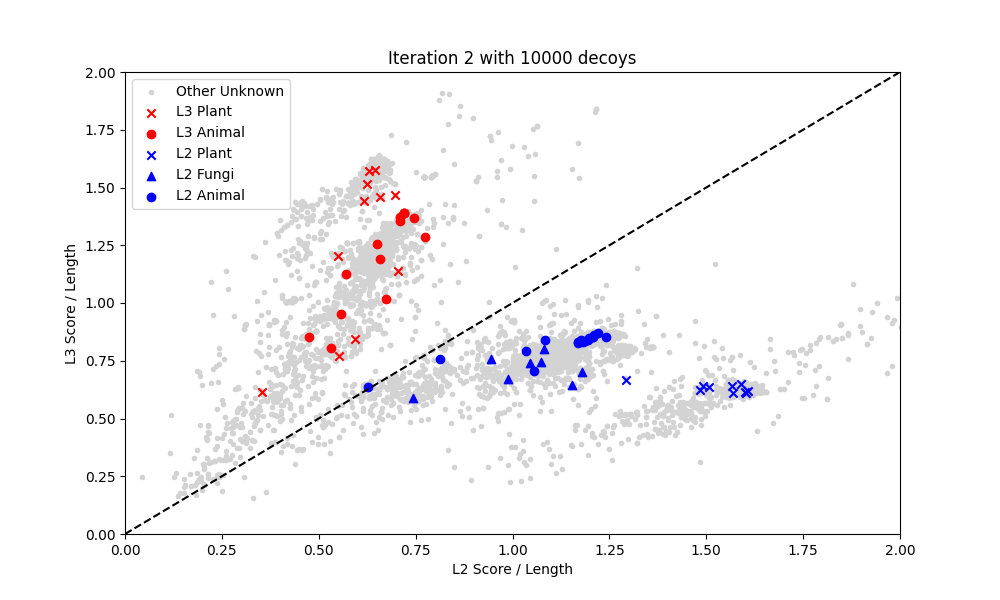 Iteration 2 with 10000 decoys
2.00
1.75
1.50
1.25
1.00
0.75
0.50
0.25
0.00
L3 Score / Length
Other Unknown
L3 Plant
L3 Animal
L2 Plant
L2 Fungi
L2 Animal
0.00 0.25 0.50 0.75 1.00 1.25 1.50 1.75 2.00
L2 Score / Length